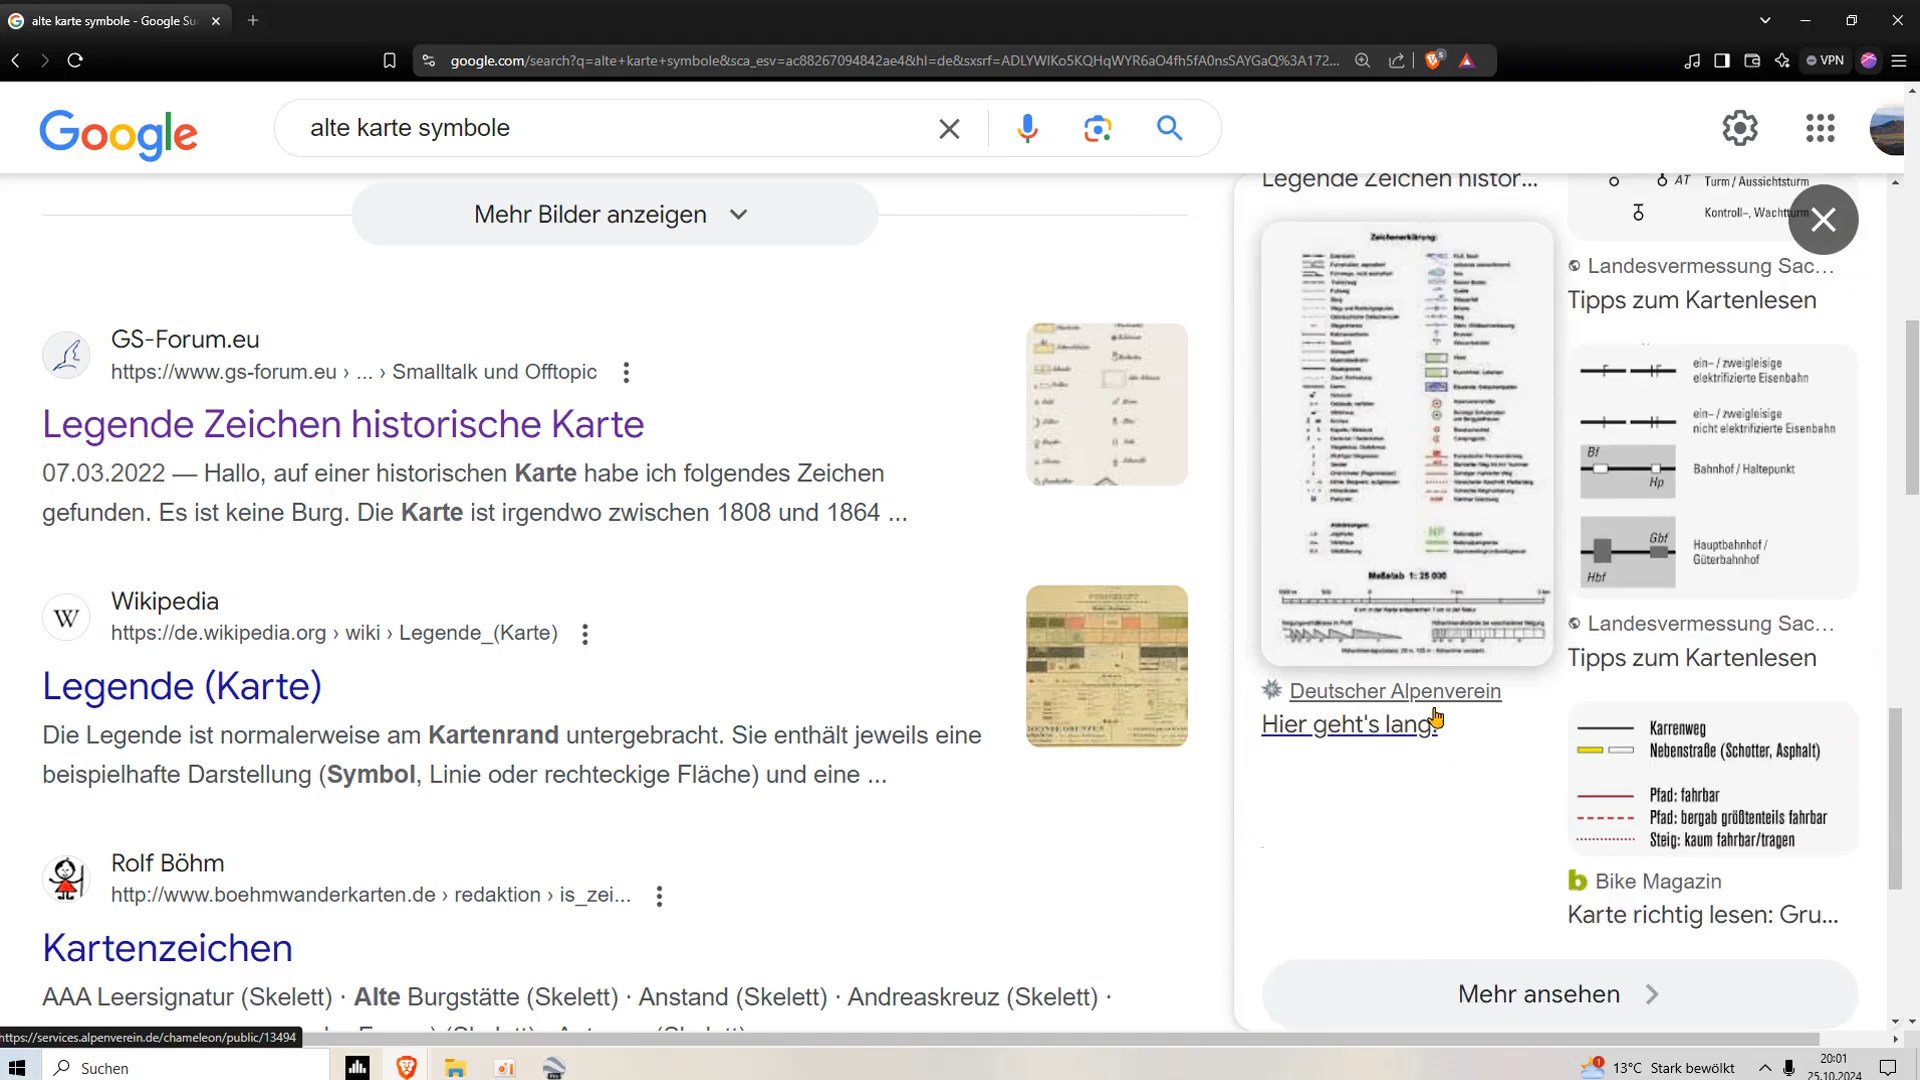 alte karte symbole - Google Su
google.com/search?q=alte+karte+symbole&sca_esv=ac88267094842ae4&hl=de&sxsrf=ADLYWIKo5KQHqWYR6aO4fh5fA0nsSAYGaQ%3A172...
5
VPN
Google
alte karte symbole
Mehr Bilder anzeigen
GS-Forum.eu
https://www.gs-forum.eu › ... › Smalltalk und Offtopic
Legende Zeichen historische Karte
07.03.2022 — Hallo, auf einer historischen Karte habe ich folgendes Zeichen
gefunden. Es ist keine Burg. Die Karte ist irgendwo zwischen 1808 und 1864 ...
W
Wikipedia
https://de.wikipedia.org › wiki › Legende_(Karte)
Legende (Karte)
Die Legende ist normalerweise am Kartenrand untergebracht. Sie enthält jeweils eine
beispielhafte Darstellung (Symbol, Linie oder rechteckige Fläche) und eine ...
Rolf Böhm
http://www.boehmwanderkarten.de › redaktion › is_zei...
Kartenzeichen
AAA Leersignatur (Skelett) · Alte Burgstätte (Skelett) · Anstand (Skelett) · Andreaskreuz (Skelett) ·
Legende Zeichen histor...
Zeichenerklärung:
Maßstab 1: 25 000
Deutscher Alpenverein
Hier geht's lang!
AT Turm / Aussichtsturm
Kontroll-, Wachtturm
Landesvermessung Sac...
Tipps zum Kartenlesen
ein- / zweigleisige
elektrifizierte Eisenbahn
ein- / zweigleisige
nicht elektrifizierte Eisenbahn
Bf
Hp
Bahnhof / Haltepunkt
Gbf
Hbf
Hauptbahnhof /
Güterbahnhof
Landesvermessung Sac...
Tipps zum Kartenlesen
Karrenweg
Nebenstraße (Schotter, Asphalt)
Pfad: fahrbar
Pfad: bergab größtenteils fahrbar
Steig: kaum fahrbar/tragen
b Bike Magazin
Karte richtig lesen: Gru...
Mehr ansehen
https://services.alpenverein.de/chameleon/public/13494
Suchen
1
13°C Stark bewölkt
20:01
25.10.2024